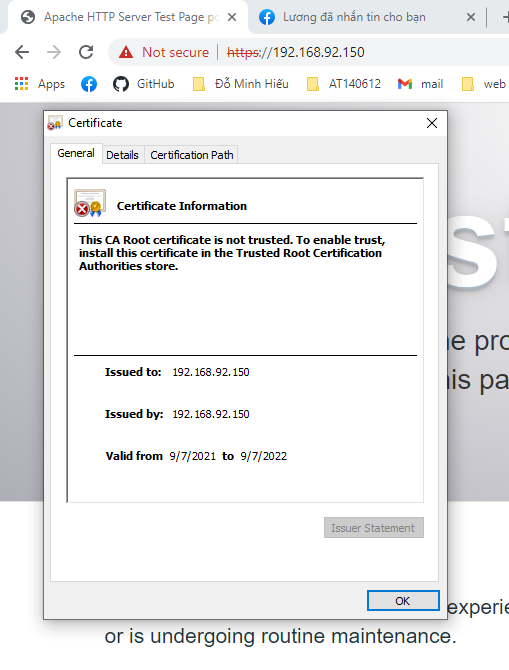 Apache HTTP Server Test Page po
Lương đã nhắn tin cho bạn
Not secure | https://192.168.92.150
Apps
GitHub
Đỗ Minh Hiếu
AT140612
mail
web
Certificate
General
Details
Certification Path
Certificate Information
This CA Root certificate is not trusted. To enable trust,
install this certificate in the Trusted Root Certification
Authorities store.
Issued to: 192.168.92.150
Issued by: 192.168.92.150
Valid from 9/7/2021 to 9/7/2022
Issuer Statement
OK
st
e pro
is pa
experie
or is undergoing routine maintenance.